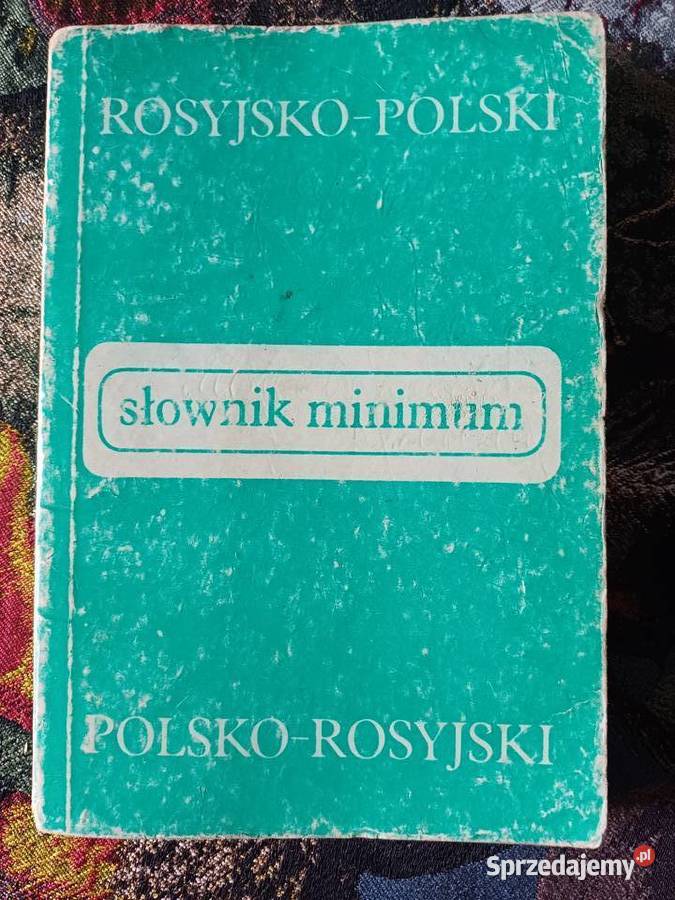 ROSYJSKO-POLSKI
słownik minimum
POLSKO-ROSYJSKI
Sprzedajemy.pl